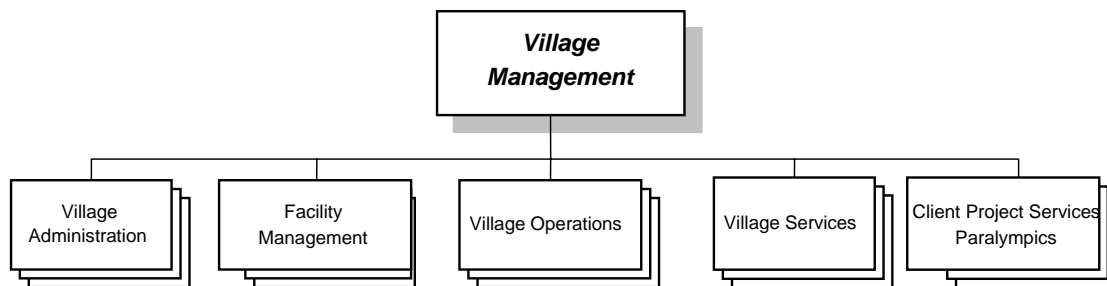 Village
Management
Village
Administration
Facility
Management
Village Operations
Village Services
Client Project Services
Paralympics